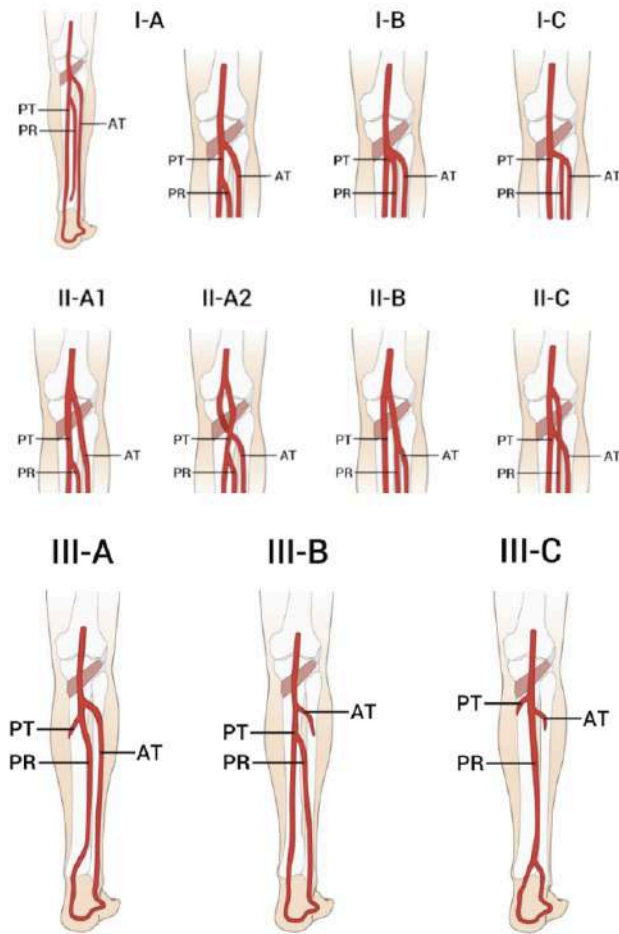 I-A
I-B
I-C
PT
PR
AT
PT
PR
AT
PT
PR
AT
PT
PR
AT
II-A1
II-A2
II-B
II-C
PT
PR
AT
PT
PR
AT
PT
PR
AT
PT
PR
AT
III-A
III-B
III-C
PT
PR
AT
PT
PR
AT
PT
PR
AT